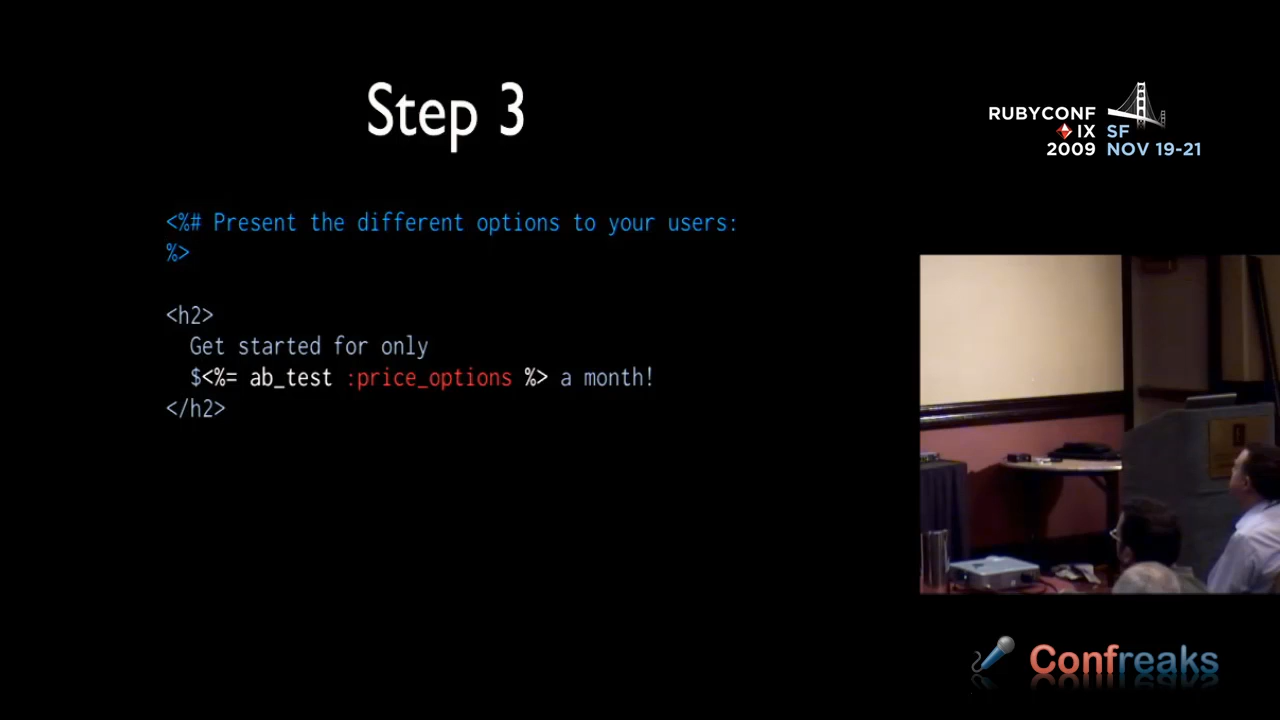 Step 3
<%# Present the different options to your users:
%>
<h2>
Get started for only
$<%= ab_test :price_options %> a month!
</h2>
RUBYCONF
IX SF
2009 NOV 19-21
Confreaks